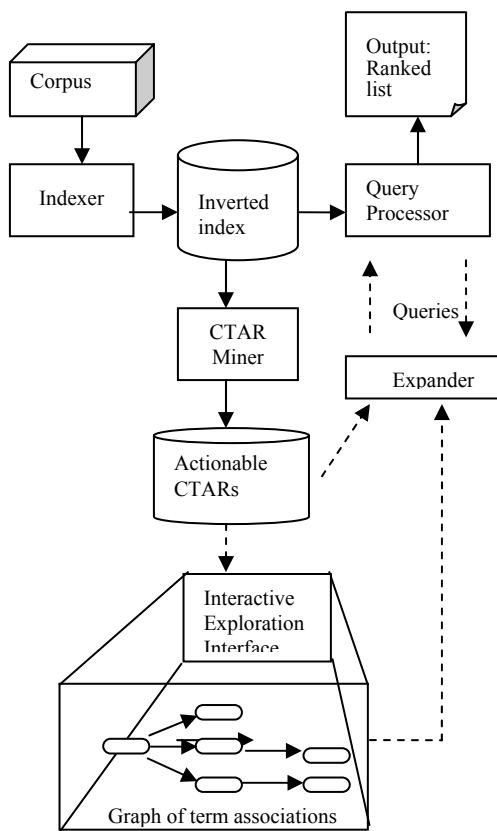 Corpus
Output:
Ranked
list
Indexer
Inverted
index
Query
Processor
Queries
CTAR
Miner
Expander
Actionable
CTARs
Interactive
Exploration
Interface
Graph of term associations